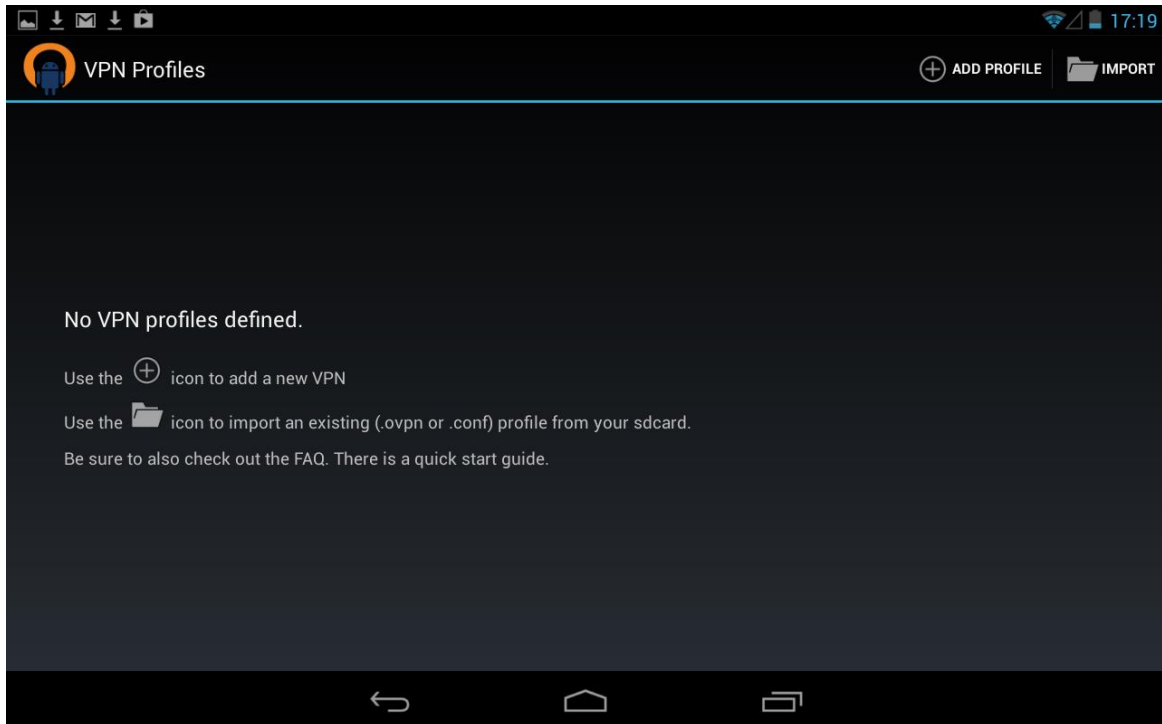 17:19
VPN Profiles
ADD PROFILE
IMPORT
No VPN profiles defined.
Use the icon to add a new VPN
Use the icon to import an existing (.ovpn or .conf) profile from your sdcard.
Be sure to also check out the FAQ. There is a quick start guide.